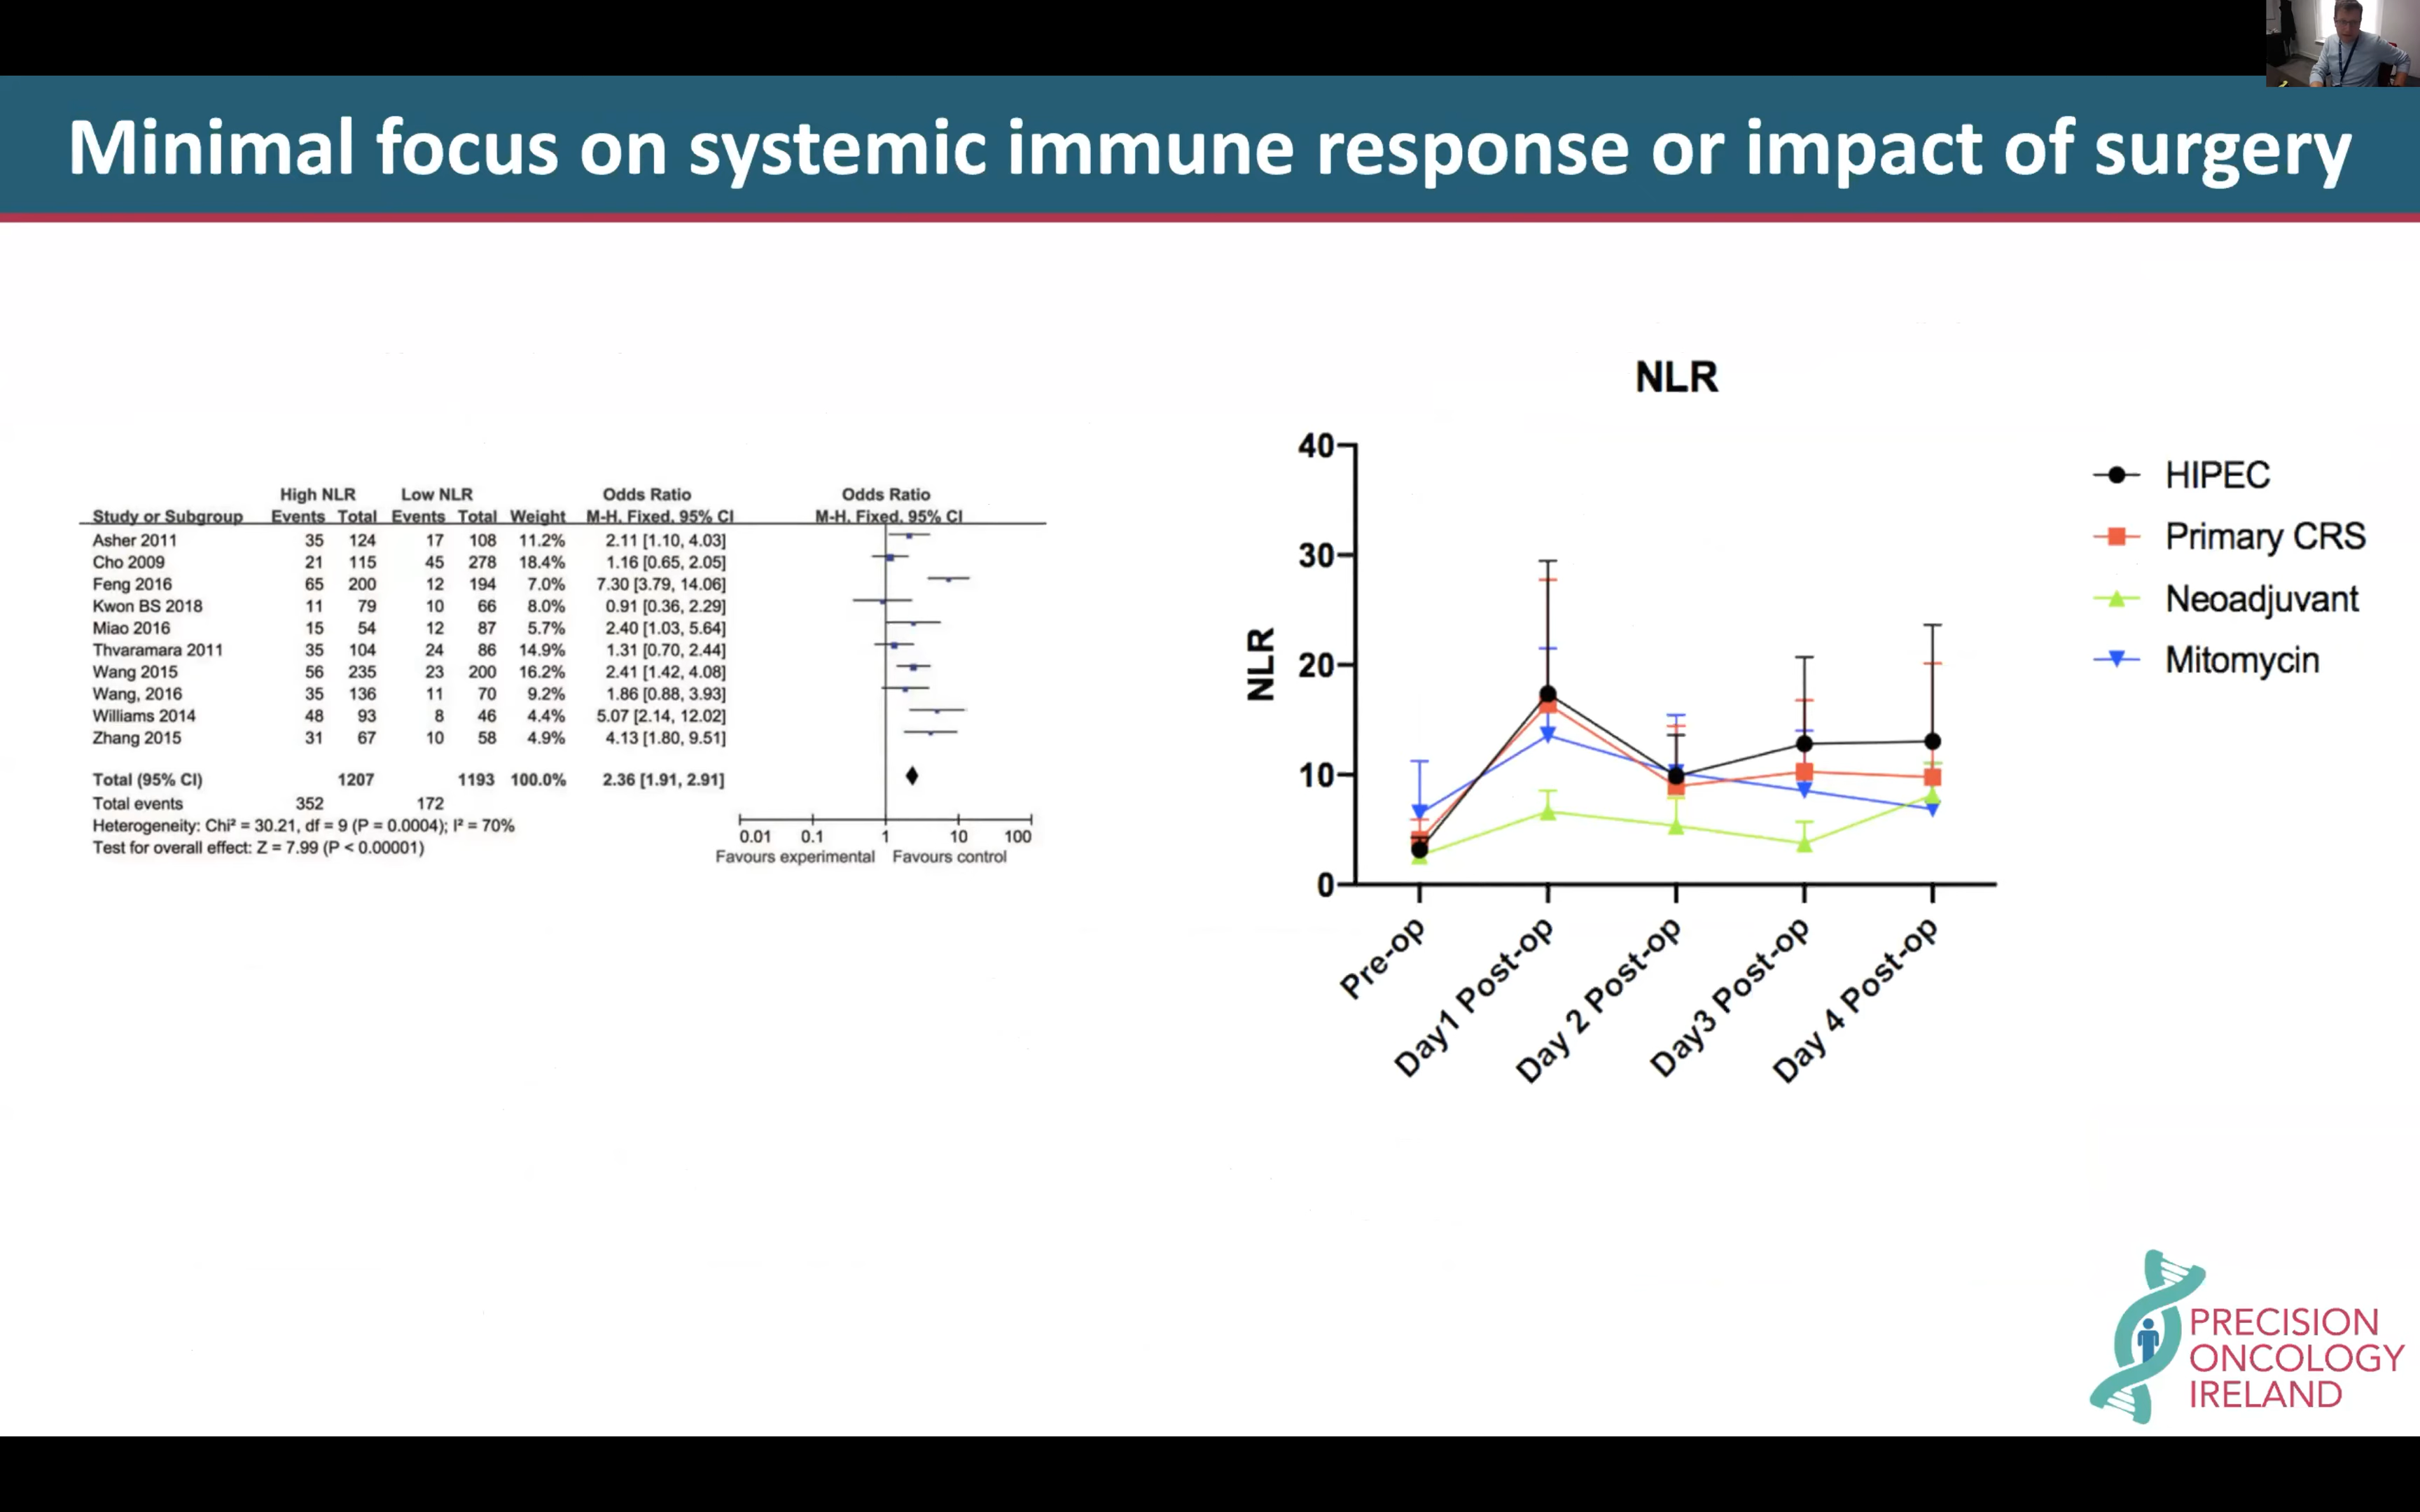 Minimal focus on systemic immune response or impact of surgery
High NLR Low NLR Odds Ratio Odds Ratio
Study or Subgroup Events Total Events Total Weight M-H. Fixed. 95% CI M-H. Fixed. 95% CI
Asher 2011 35 124 17 108 11.2% 2.11 [1.10, 4.03]
Cho 2009 21 115 45 278 18.4% 1.16 [0.65, 2.05]
Feng 2016 65 200 12 194 7.0% 7.30 [3.79, 14.06]
Kwon BS 2018 11 79 10 66 8.0% 0.91 [0.36, 2.29]
Miao 2016 15 54 12 87 5.7% 2.40 [1.03, 5.64]
Thvaramara 2011 35 104 24 86 14.9% 1.31 [0.70, 2.44]
Wang 2015 56 235 23 200 16.2% 2.41 [1.42, 4.08]
Wang, 2016 35 136 11 70 9.2% 1.86 [0.88, 3.93]
Williams 2014 48 93 8 46 4.4% 5.07 [2.14, 12.02]
Zhang 2015 31 67 10 58 4.9% 4.13 [1.80, 9.51]
Total (95% CI) 1207 1193 100.0% 2.36 [1.91, 2.91]
Total events 352 172
Heterogeneity: Chi² = 30.21, df = 9 (P = 0.0004); I² = 70%
Test for overall effect: Z = 7.99 (P < 0.00001)
0.01 0.1 1 10 100
Favours experimental Favours control
NLR
NLR
40
30
20
10
0
Pre-op
Day1 Post-op
Day 2 Post-op
Day3 Post-op
Day 4 Post-op
HIPEC
Primary CRS
Neoadjuvant
Mitomycin
PRECISION
ONCOLOGY
IRELAND